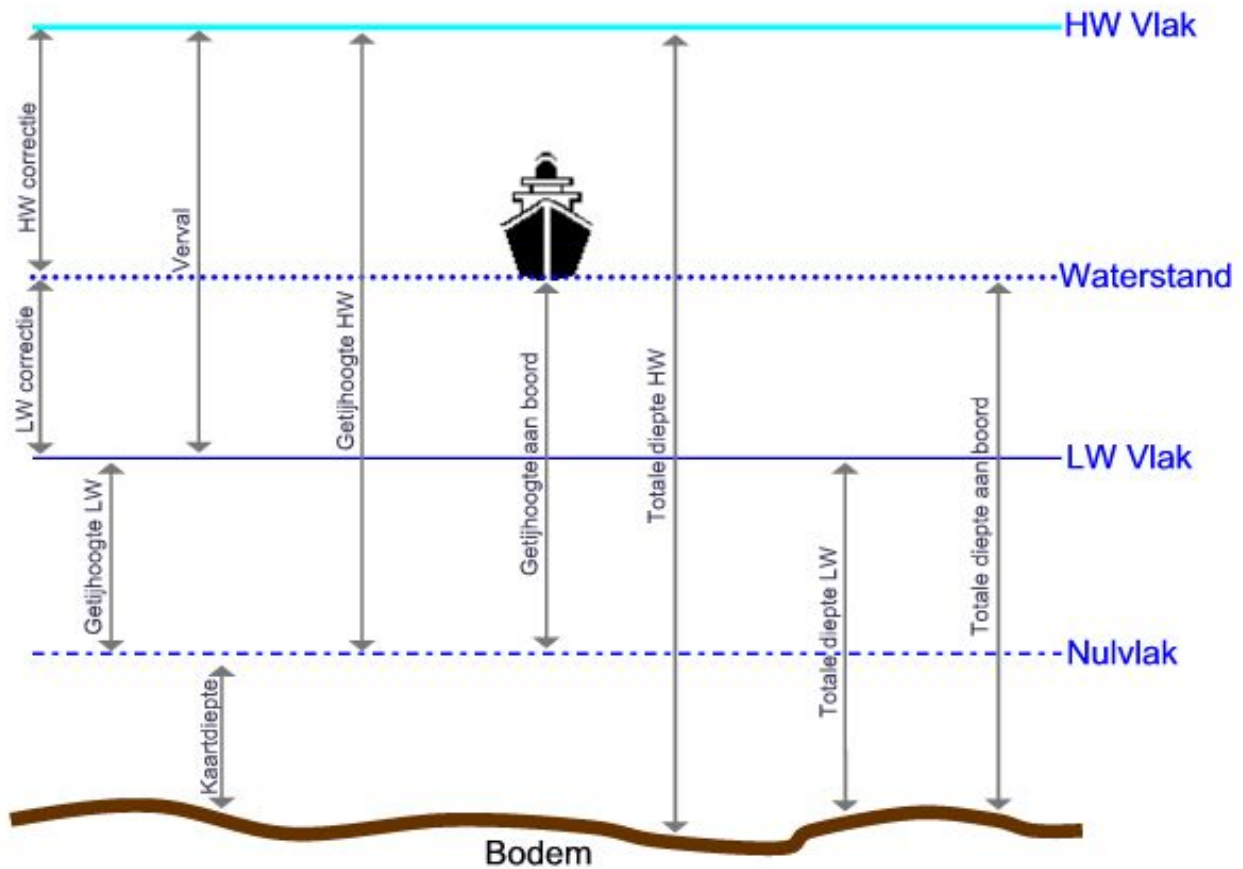 HW Vlak
HW correctie
Verval
Getijhoogte HW
Totale diepte HW
Waterstand
LW correctie
Getijhoogte aan boord
Totale diepte aan boord
LW Vlak
Getijhoogte LW
Totale diepte LW
Nulvlak
Kaartdiepte
Bodem